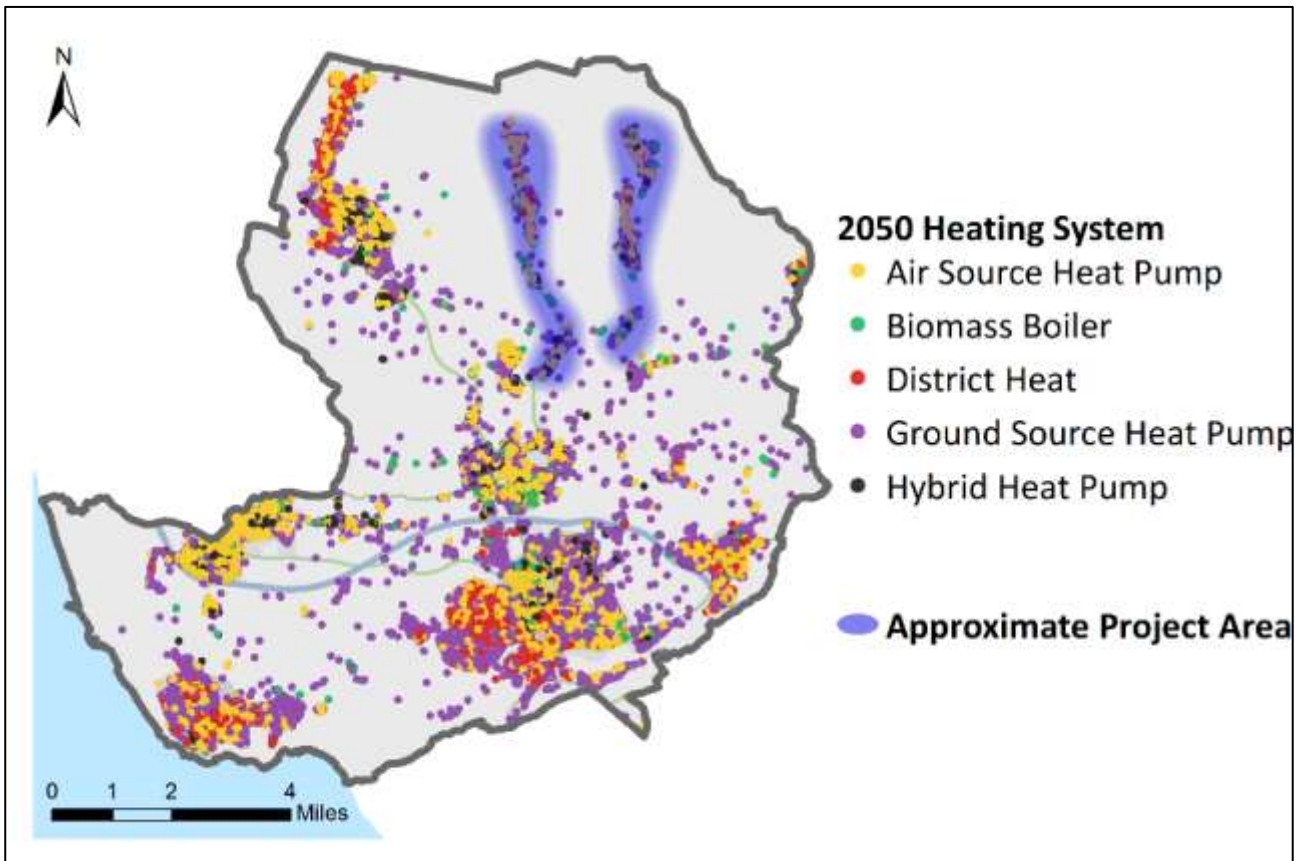 N
2050 Heating System
Air Source Heat Pump
Biomass Boiler
District Heat
Ground Source Heat Pump
Hybrid Heat Pump
Approximate Project Area
0 1 2 4
Miles